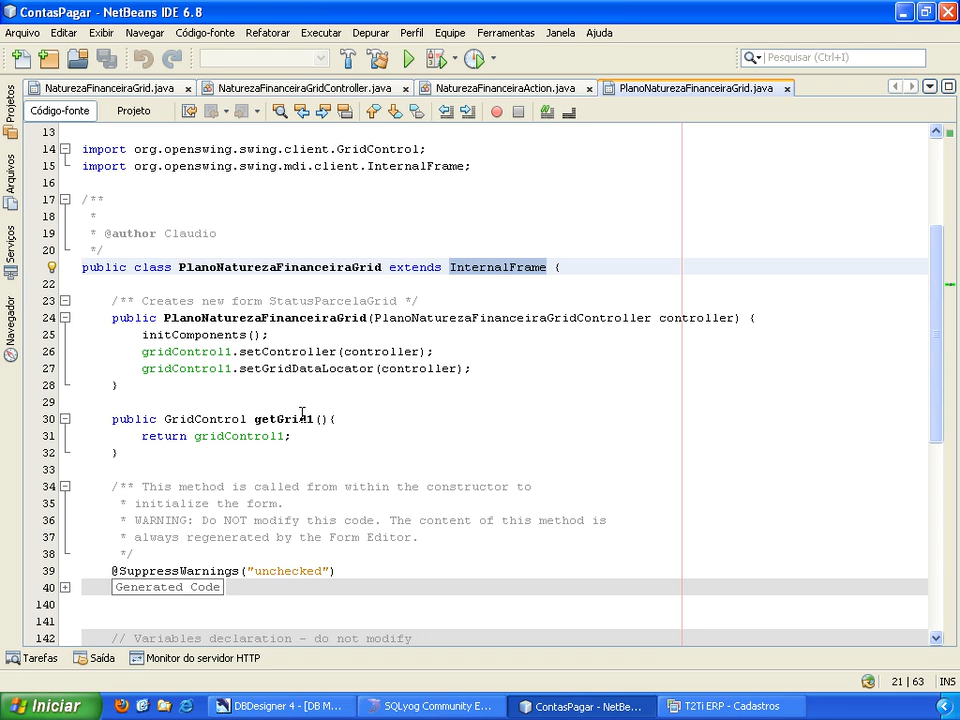 ContasPagar - NetBeans IDE 6.8
Arquivo Editar Exibir Navegar Código-fonte Refatorar Executar Depurar Perfil Equipe Ferramentas Janela Ajuda
Pesquisar (Ctrl+I)
NaturezaFinanceiraGrid.java NaturezaFinanceiraGridController.java NaturezaFinanceiraAction.java PlanoNaturezaFinanceiraGrid.java
Código-fonte Projeto
Projetos
Arquivos
Serviços
Navegador
13
14 import org.openswing.swing.client.GridControl;
15 import org.openswing.swing.mdi.client.InternalFrame;
16
17 /**
18 *
19 * @author Claudio
20 */
public class PlanoNaturezaFinanceiraGrid extends InternalFrame {
22
23 /** Creates new form StatusParcelaGrid */
24 public PlanoNaturezaFinanceiraGrid(PlanoNaturezaFinanceiraGridController controller) {
25 initComponents();
26 gridControl1.setController(controller);
27 gridControl1.setGridDataLocator(controller);
28 }
29
30 public GridControl getGrid1(){
31 return gridControl1;
32 }
33
34 /** This method is called from within the constructor to
35 * initialize the form.
36 * WARNING: Do NOT modify this code. The content of this method is
37 * always regenerated by the Form Editor.
38 */
39 @SuppressWarnings("unchecked")
40 Generated Code
140
141
142 // Variables declaration - do not modify
Tarefas Saída Monitor do servidor HTTP
21 | 63 INS
Iniciar DBDesigner 4 - [DB M... SQLyog Community E... ContasPagar - NetBe... T2Ti ERP - Cadastros